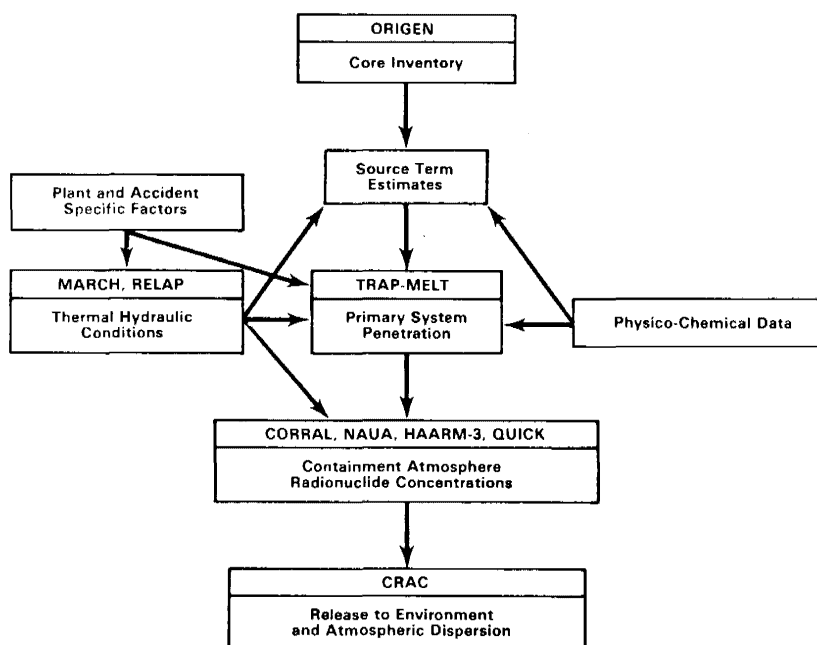 ORIGEN
Core Inventory
Source Term
Estimates
Plant and Accident
Specific Factors
MARCH, RELAP
Thermal Hydraulic
Conditions
TRAP-MELT
Primary System
Penetration
Physico-Chemical Data
CORRAL, NAUA, HAARM-3, QUICK
Containment Atmosphere
Radionuclide Concentrations
CRAC
Release to Environment
and Atmospheric Dispersion